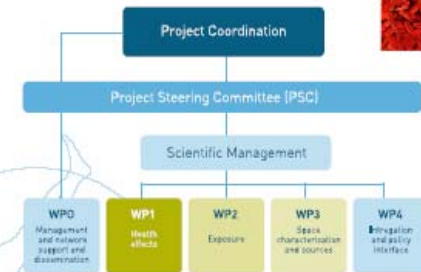 Project Coordination
Project Steering Committee (PSC)
Scientific Management
WP0
Management
and network
support and
dissemination
WP1
Health
effects
WP2
Exposure
WP3
Space
characterisation
and sources
WP4
Integration
and policy
interface